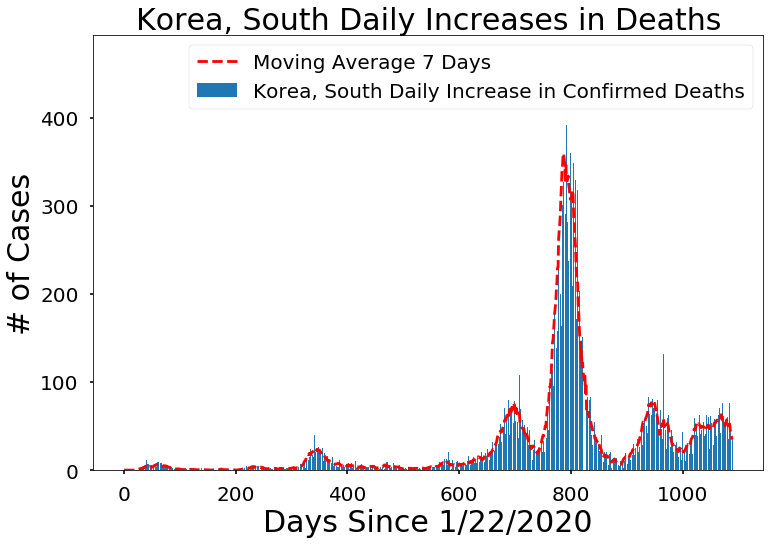 Korea, South Daily Increases in Deaths
Moving Average 7 Days
Korea, South Daily Increase in Confirmed Deaths
# of Cases
400
300
200
100
0
0 200 400 600 800 1000
Days Since 1/22/2020